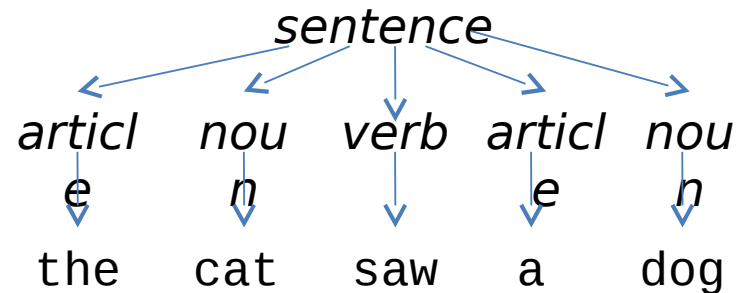 sentence
articl nou verb articl nou
e n e n
the cat saw a dog